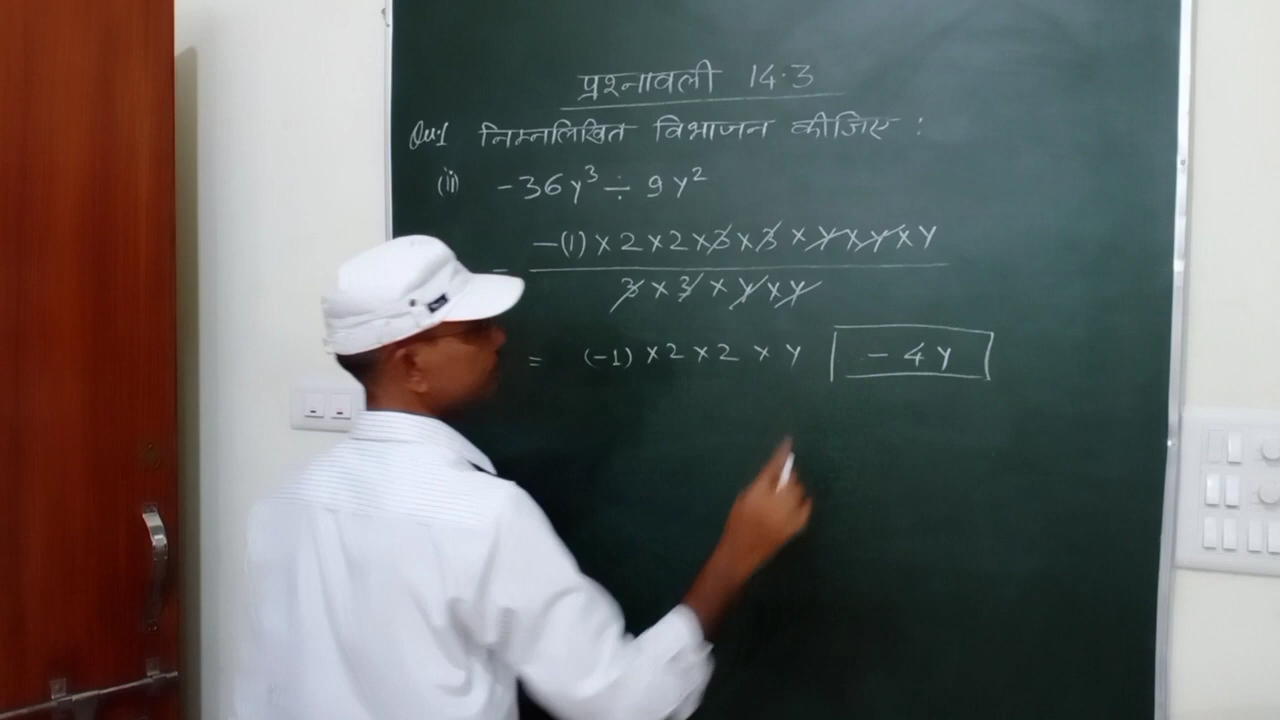 प्रश्नावली 14.3
Qu.1 निम्नलिखित विभाजन कीजिए :
(ii) -36y³ ÷ 9y²
-(1) × 2 × 2 × 3 × 3 × y × y × y
3 × 3 × y × y
= (-1) × 2 × 2 × y - 4y